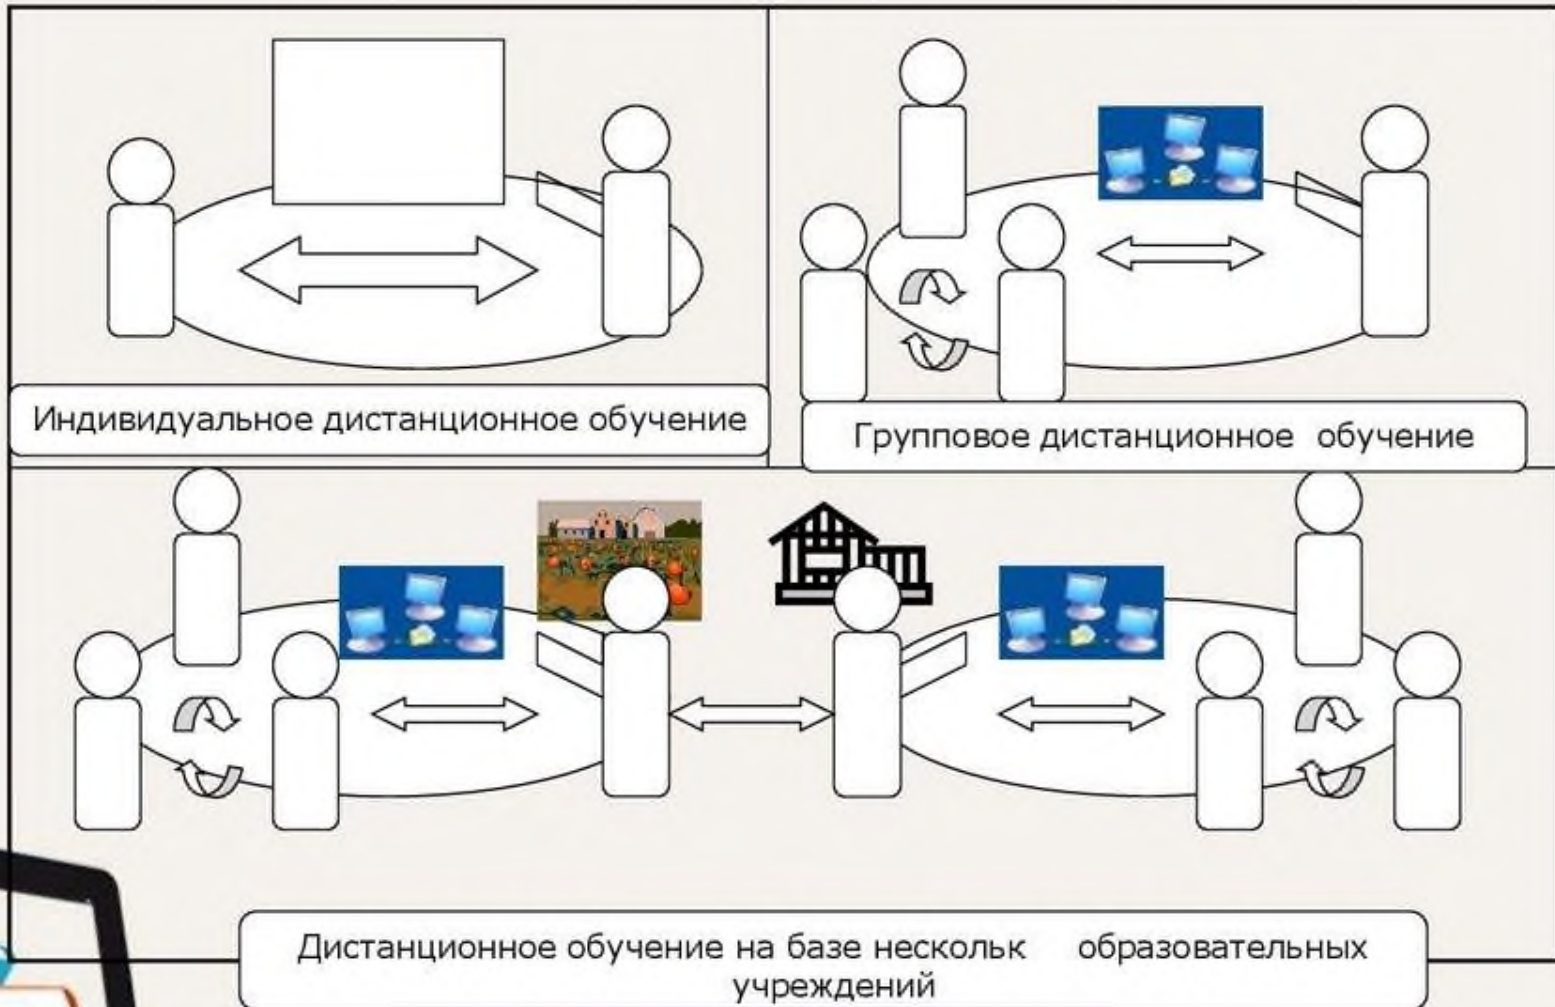 Индивидуальное дистанционное обучение
Групповое дистанционное обучение
Дистанционное обучение на базе нескольк образовательных
учреждений